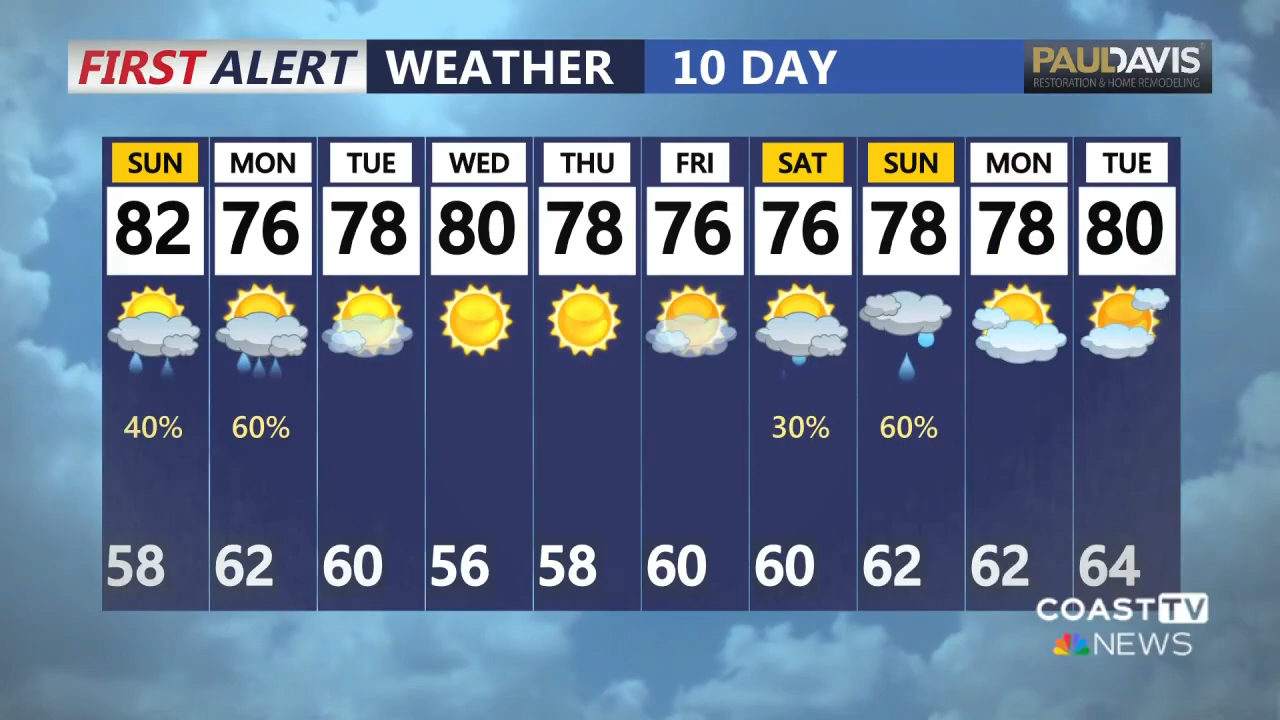 FIRST ALERT WEATHER 10 DAY
PAUL DAVIS
RESTORATION & HOME REMODELING
SUN MON TUE WED THU FRI SAT SUN MON TUE
82 76 78 80 78 76 76 78 78 80
40% 60% 30% 60%
58 62 60 56 58 60 60 62 62 64
COAST TV
NEWS